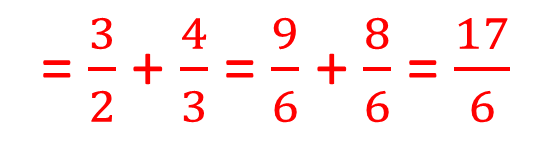 = 3/2 + 4/3 = 9/6 + 8/6 = 17/6